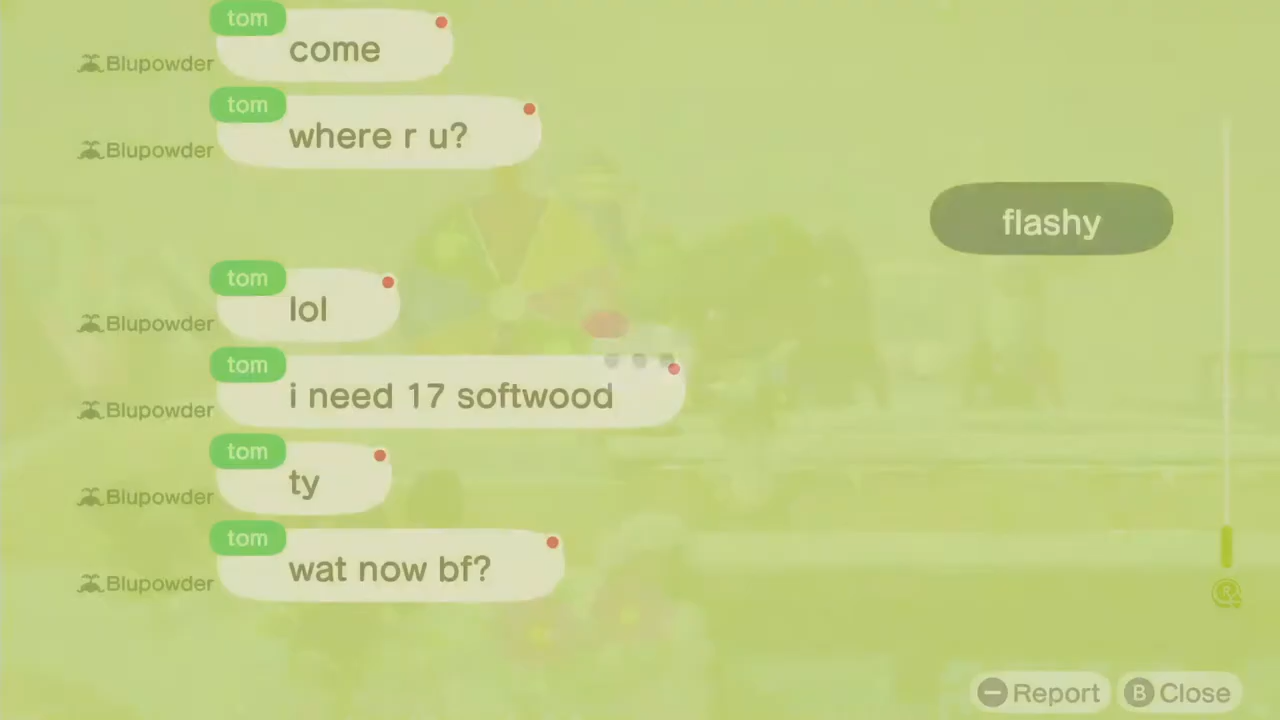 tom
come
Blupowder
tom
where r u?
Blupowder
flashy
tom
lol
Blupowder
tom
i need 17 softwood
Blupowder
tom
ty
Blupowder
tom
wat now bf?
Blupowder
R
Report
B Close